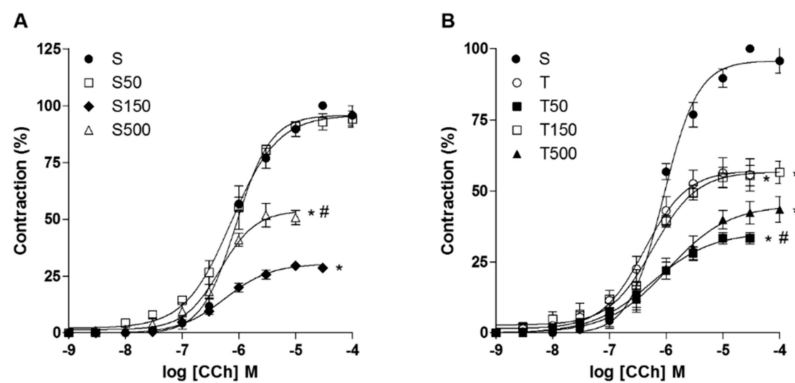 A
B
S
S50
S150
S500
S
T
T50
T150
T500
Contraction (%)
125
100
75
50
25
0
* #
*
-9 -8 -7 -6 -5 -4
log [CCh] M
Contraction (%)
100
75
50
25
0
*
*
*
* #
-9 -8 -7 -6 -5 -4
log [CCh] M